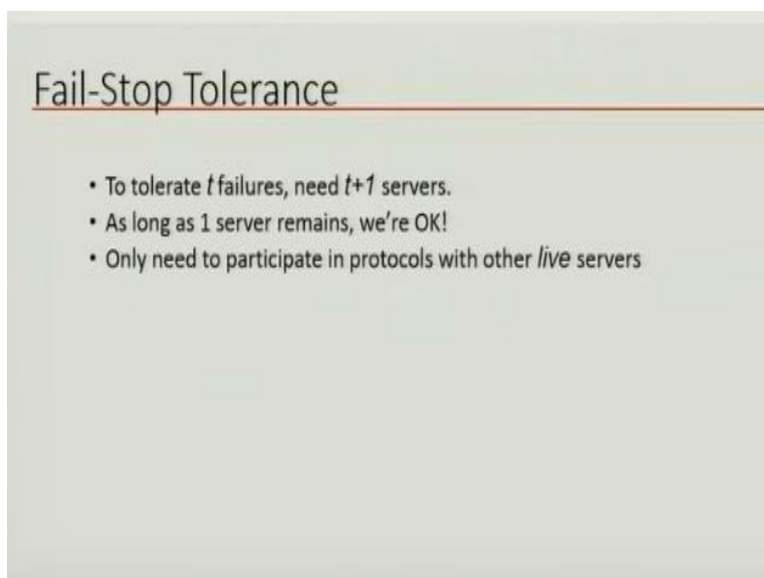 Fail-Stop Tolerance
• To tolerate t failures, need t+1 servers.
• As long as 1 server remains, we're OK!
• Only need to participate in protocols with other live servers